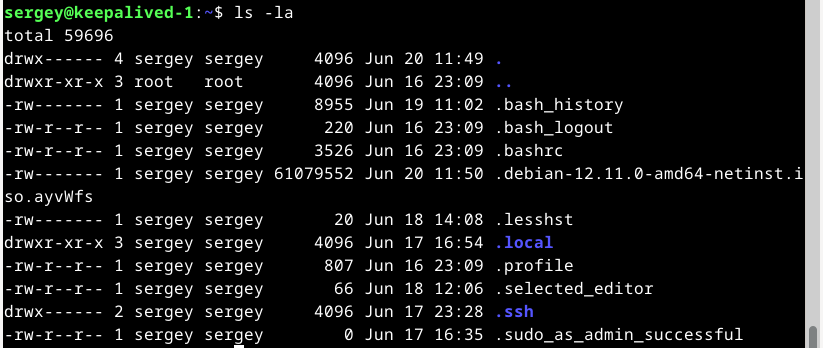 sergey@keepalived-1:~$ ls -la
total 59696
drwx------ 4 sergey sergey     4096 Jun 20 11:49 .
drwxr-xr-x 3 root   root       4096 Jun 16 23:09 ..
-rw------- 1 sergey sergey     8955 Jun 19 11:02 .bash_history
-rw-r--r-- 1 sergey sergey      220 Jun 16 23:09 .bash_logout
-rw-r--r-- 1 sergey sergey     3526 Jun 16 23:09 .bashrc
-rw------- 1 sergey sergey 61079552 Jun 20 11:50 .debian-12.11.0-amd64-netinst.i
so.ayvWfs
-rw------- 1 sergey sergey       20 Jun 18 14:08 .lesshst
drwxr-xr-x 3 sergey sergey     4096 Jun 17 16:54 .local
-rw-r--r-- 1 sergey sergey      807 Jun 16 23:09 .profile
-rw-r--r-- 1 sergey sergey       66 Jun 18 12:06 .selected_editor
drwx------ 2 sergey sergey     4096 Jun 17 23:28 .ssh
-rw-r--r-- 1 sergey sergey        0 Jun 17 16:35 .sudo_as_admin_successful